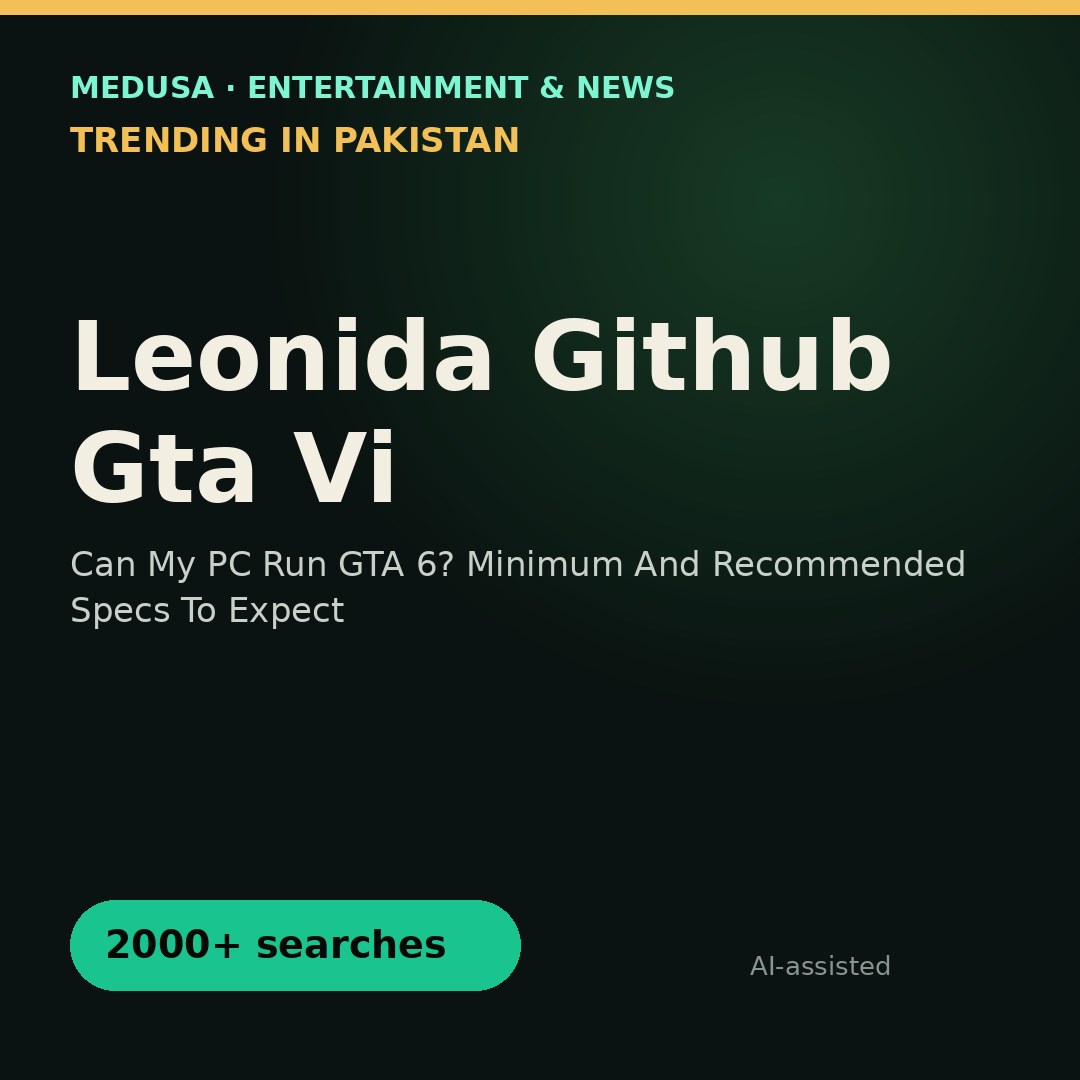 MEDUSA · ENTERTAINMENT & NEWS
TRENDING IN PAKISTAN
Leonida Github
Gta Vi
Can My PC Run GTA 6? Minimum And Recommended
Specs To Expect
2000+ searches
AI-assisted